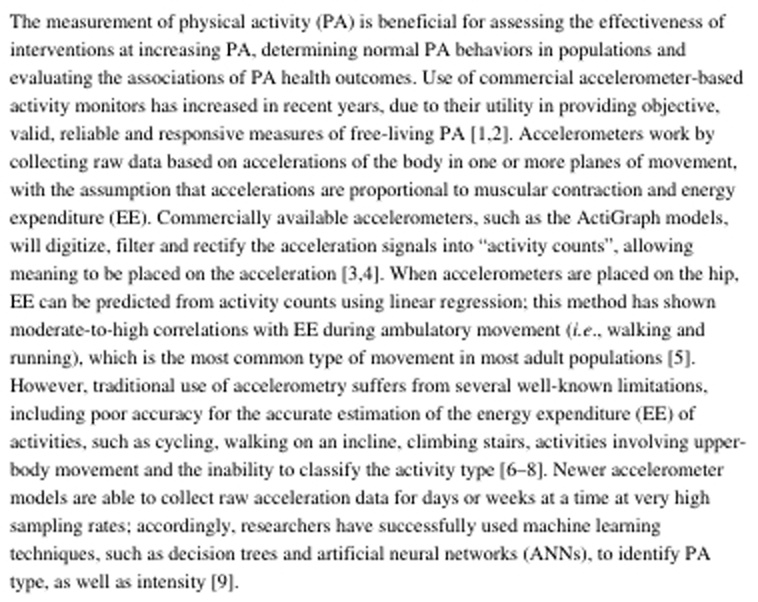 The measurement of physical activity (PA) is beneficial for assessing the effectiveness of
interventions at increasing PA, determining normal PA behaviors in populations and
evaluating the associations of PA health outcomes. Use of commercial accelerometer-based
activity monitors has increased in recent years, due to their utility in providing objective,
valid, reliable and responsive measures of free-living PA [1,2]. Accelerometers work by
collecting raw data based on accelerations of the body in one or more planes of movement,
with the assumption that accelerations are proportional to muscular contraction and energy
expenditure (EE). Commercially available accelerometers, such as the ActiGraph models,
will digitize, filter and rectify the acceleration signals into “activity counts”, allowing
meaning to be placed on the acceleration [3,4]. When accelerometers are placed on the hip,
EE can be predicted from activity counts using linear regression; this method has shown
moderate-to-high correlations with EE during ambulatory movement (i.e., walking and
running), which is the most common type of movement in most adult populations [5].
However, traditional use of accelerometry suffers from several well-known limitations,
including poor accuracy for the accurate estimation of the energy expenditure (EE) of
activities, such as cycling, walking on an incline, climbing stairs, activities involving upper-
body movement and the inability to classify the activity type [6–8]. Newer accelerometer
models are able to collect raw acceleration data for days or weeks at a time at very high
sampling rates; accordingly, researchers have successfully used machine learning
techniques, such as decision trees and artificial neural networks (ANNs), to identify PA
type, as well as intensity [9].